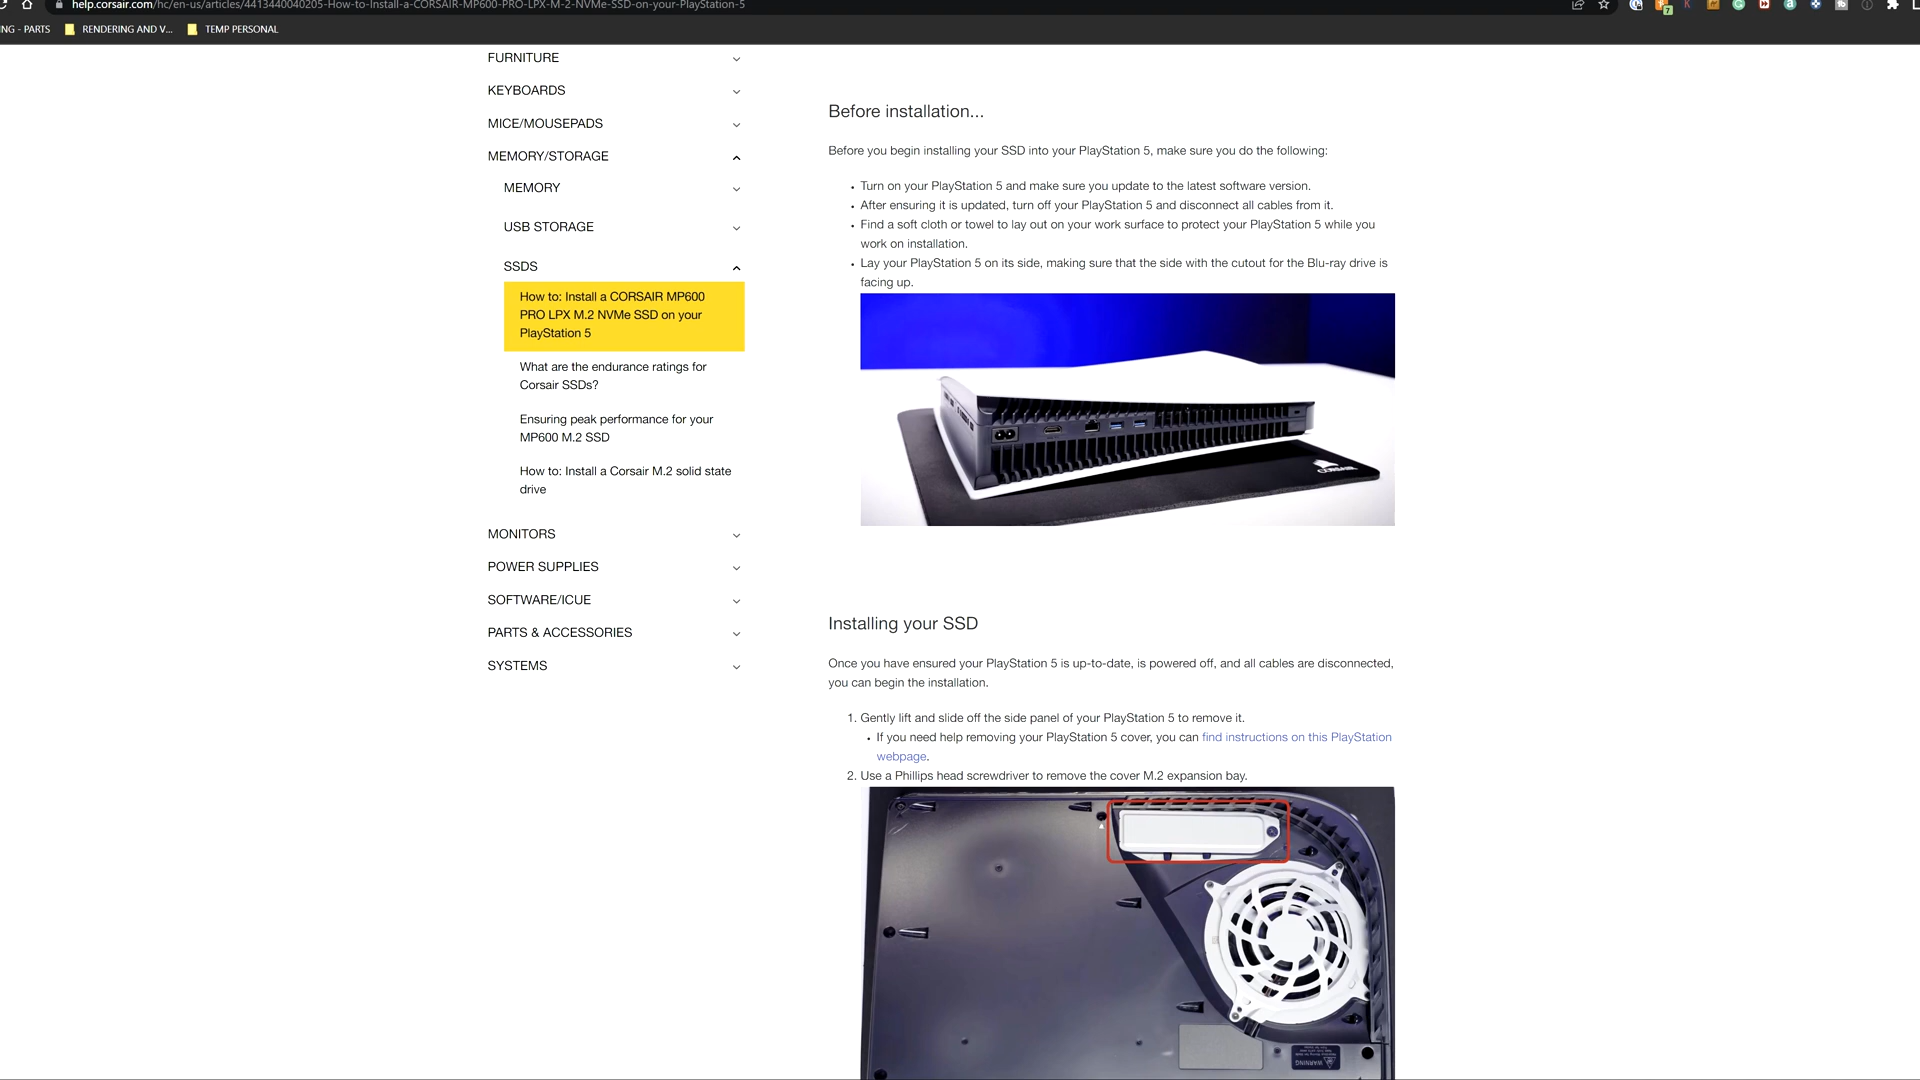 help.corsair.com/hc/en-us/articles/4413440040205-How-to-Install-a-CORSAIR-MP600-PRO-LPX-M-2-NVMe-SSD-on-your-PlayStation-5
NG - PARTS
RENDERING AND V...
TEMP PERSONAL
FURNITURE
KEYBOARDS
MICE/MOUSEPADS
MEMORY/STORAGE
MEMORY
USB STORAGE
SSDS
How to: Install a CORSAIR MP600
PRO LPX M.2 NVMe SSD on your
PlayStation 5
What are the endurance ratings for
Corsair SSDs?
Ensuring peak performance for your
MP600 M.2 SSD
How to: Install a Corsair M.2 solid state
drive
MONITORS
POWER SUPPLIES
SOFTWARE/ICUE
PARTS & ACCESSORIES
SYSTEMS
Before installation...
Before you begin installing your SSD into your PlayStation 5, make sure you do the following:
• Turn on your PlayStation 5 and make sure you update to the latest software version.
• After ensuring it is updated, turn off your PlayStation 5 and disconnect all cables from it.
• Find a soft cloth or towel to lay out on your work surface to protect your PlayStation 5 while you
work on installation.
• Lay your PlayStation 5 on its side, making sure that the side with the cutout for the Blu-ray drive is
facing up.
CORSAIR
Installing your SSD
Once you have ensured your PlayStation 5 is up-to-date, is powered off, and all cables are disconnected,
you can begin the installation.
1. Gently lift and slide off the side panel of your PlayStation 5 to remove it.
• If you need help removing your PlayStation 5 cover, you can find instructions on this PlayStation
webpage.
2. Use a Phillips head screwdriver to remove the cover M.2 expansion bay.
WARNING